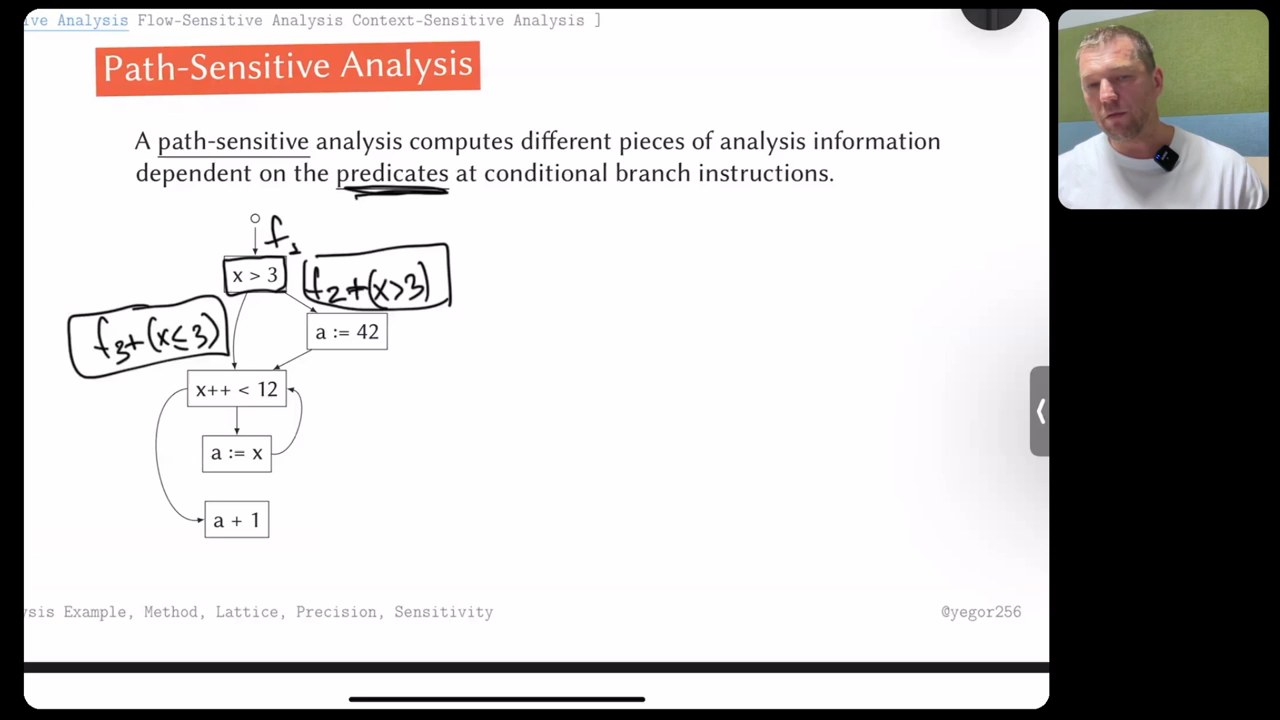 ive Analysis Flow-Sensitive Analysis Context-Sensitive Analysis ]
Path-Sensitive Analysis
A path-sensitive analysis computes different pieces of analysis information
dependent on the predicates at conditional branch instructions.
f₁
x > 3
f₂+(x>3)
f₃+(x≤3)
a := 42
x++ < 12
a := x
a + 1
ysis Example, Method, Lattice, Precision, Sensitivity
@yegor256